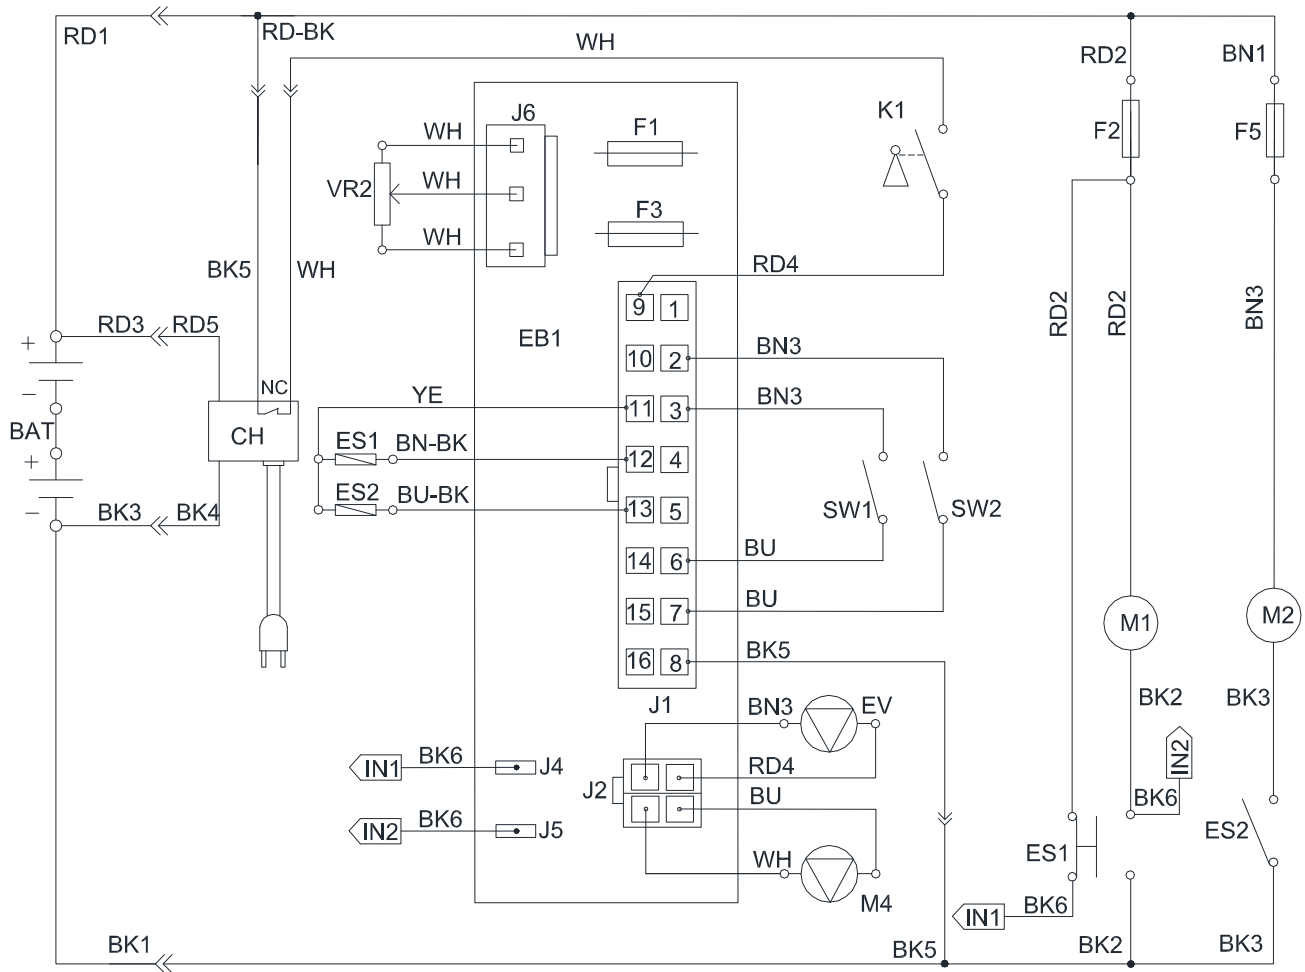 RD1
RD-BK
WH
RD2
BN1
J6
F1
K1
F2
F5
WH
WH
WH
VR2
F3
BK5
WH
RD4
RD2
RD2
BN3
RD3
RD5
+
-
BAT
+
-
NC
CH
BK3
BK4
EB1
9
1
10
2
11
3
12
4
13
5
14
6
15
7
16
8
J1
YE
ES1
BN-BK
ES2
BU-BK
BN3
BN3
SW1
SW2
BU
BU
BK5
M1
M2
BN3
EV
RD4
BU
WH
M4
J2
IN1
BK6
J4
IN2
BK6
J5
BK2
BK3
IN2
BK6
ES1
ES2
IN1
BK6
BK1
BK5
BK2
BK3